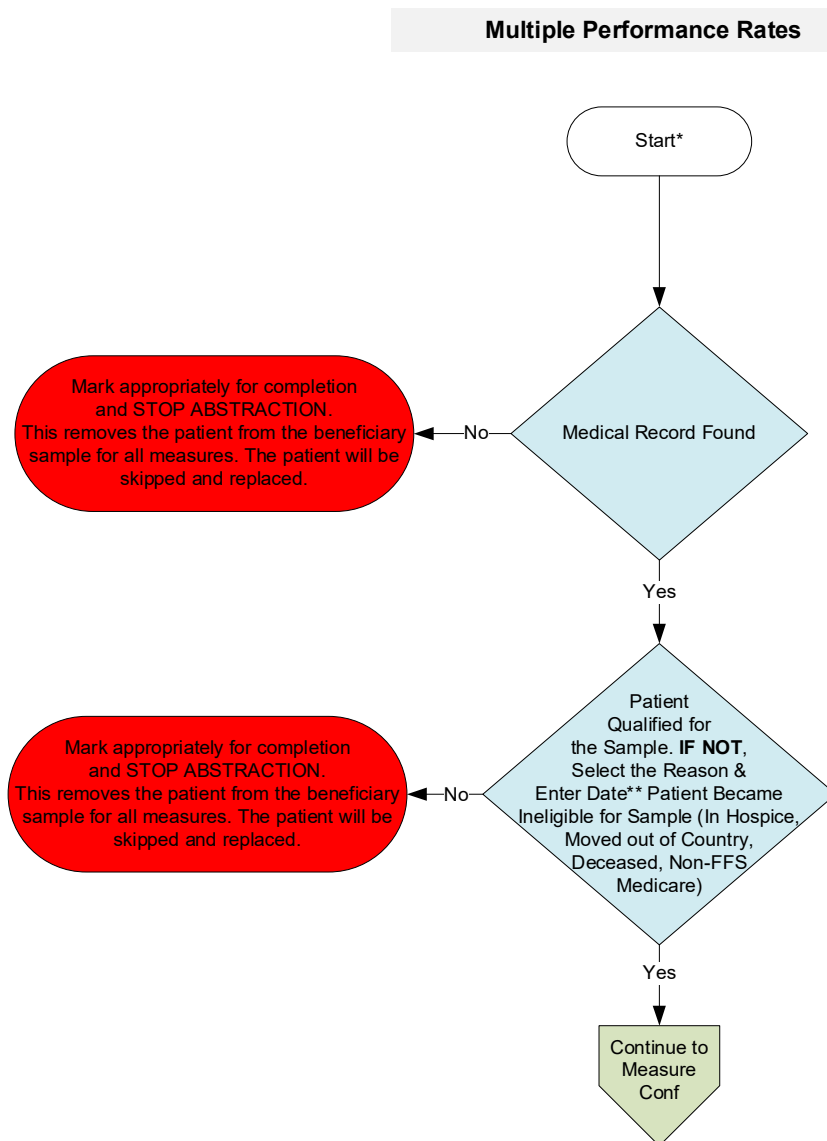 Multiple Performance Rates
Start*
Mark appropriately for completion
and STOP ABSTRACTION.
This removes the patient from the beneficiary
sample for all measures. The patient will be
skipped and replaced.
No
Medical Record Found
Yes
Mark appropriately for completion
and STOP ABSTRACTION.
This removes the patient from the beneficiary
sample for all measures. The patient will be
skipped and replaced.
No
Patient
Qualified for
the Sample. IF NOT,
Select the Reason &
Enter Date** Patient Became
Ineligible for Sample (In Hospice,
Moved out of Country,
Deceased, Non-FFS
Medicare)
Yes
Continue to
Measure
Conf